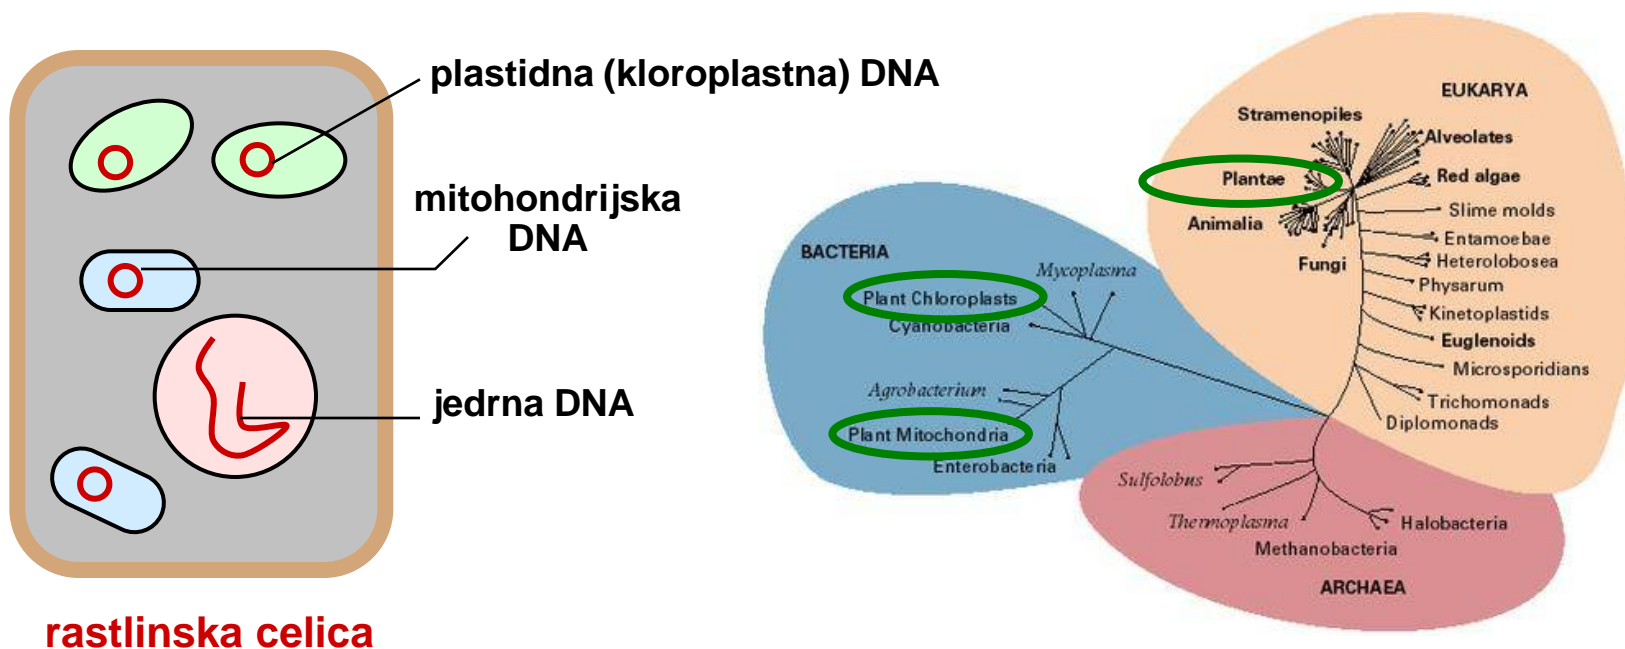 plastidna (kloroplastna) DNA
mitohondrijska
DNA
jedrna DNA
rastlinska celica
EUKARYA
Stramenopiles
Alveolates
Plantae
Red algae
Animalia
Slime molds
Entamoebae
Fungi
Heterolobosea
Physarum
Kinetoplastids
Euglenoids
Microsporidians
Trichomonads
Diplomonads
BACTERIA
Mycoplasma
Plant Chloroplasts
Cyanobacteria
Agrobacterium
Plant Mitochondria
Enterobacteria
Sulfolobus
Thermoplasma
Halobacteria
Methanobacteria
ARCHAEA